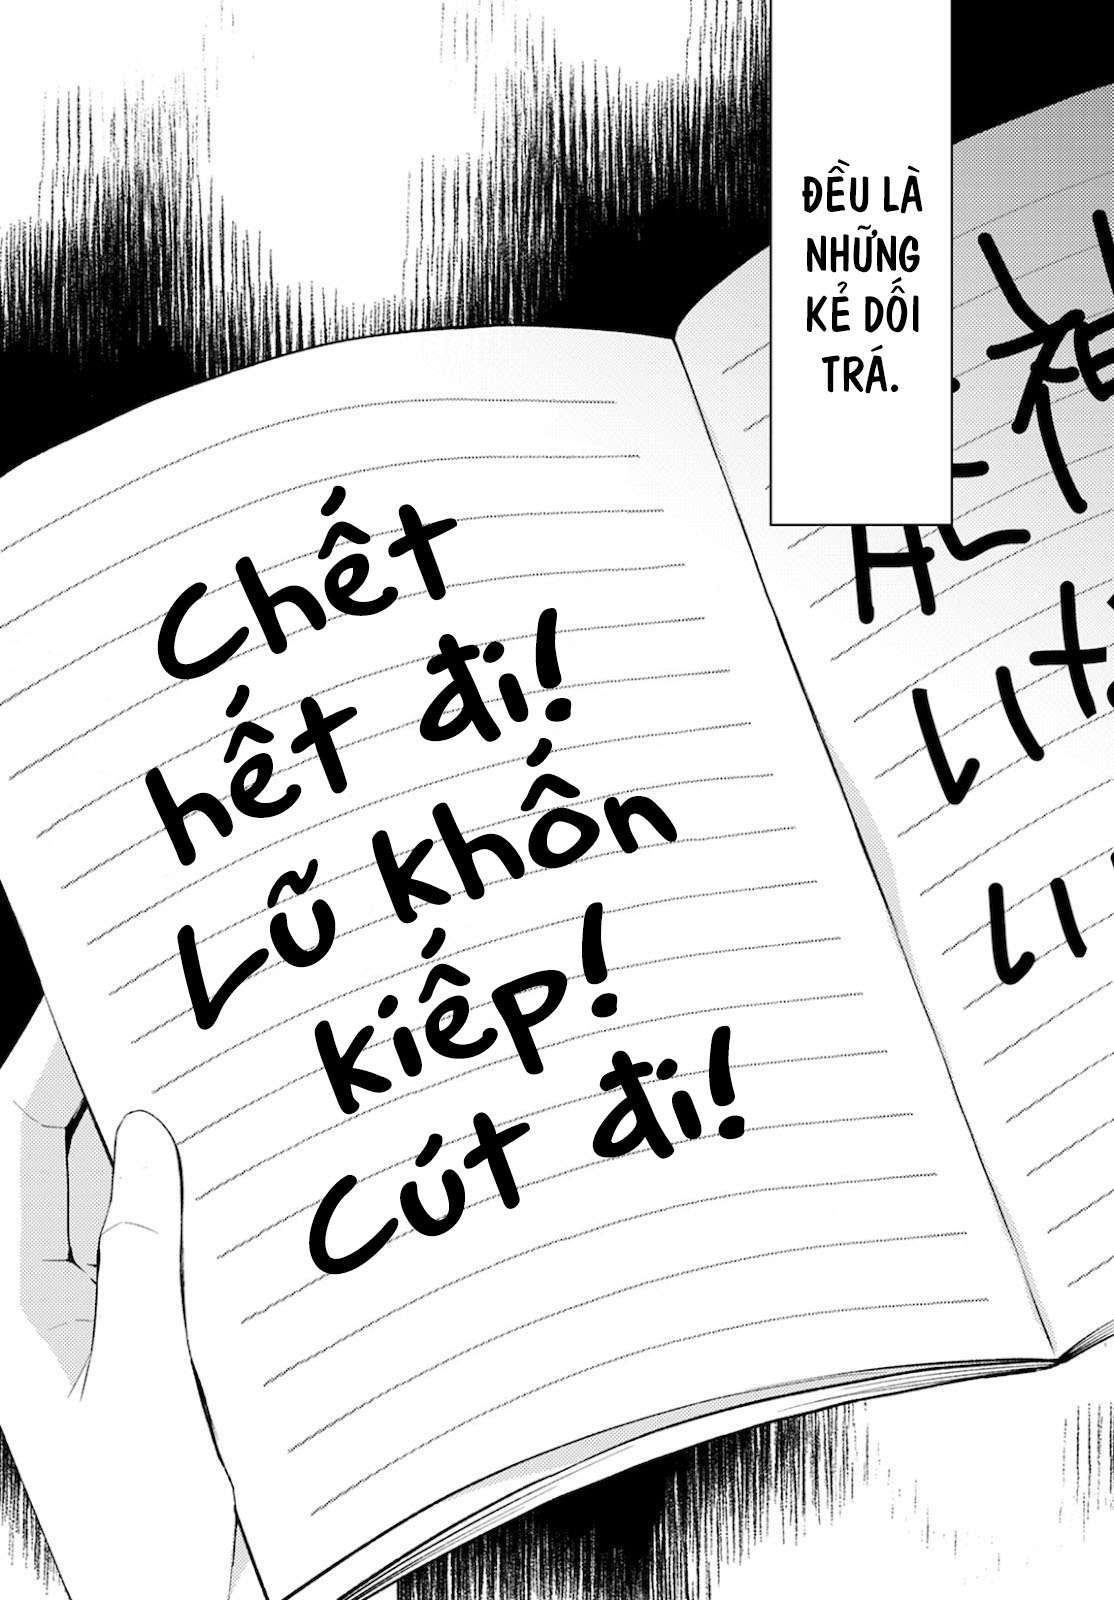 ĐỀU LÀ
NHỮNG
KẺ DỐI
TRÁ.
Chết
hết đi!
Lũ khốn
kiếp!
Cút đi!